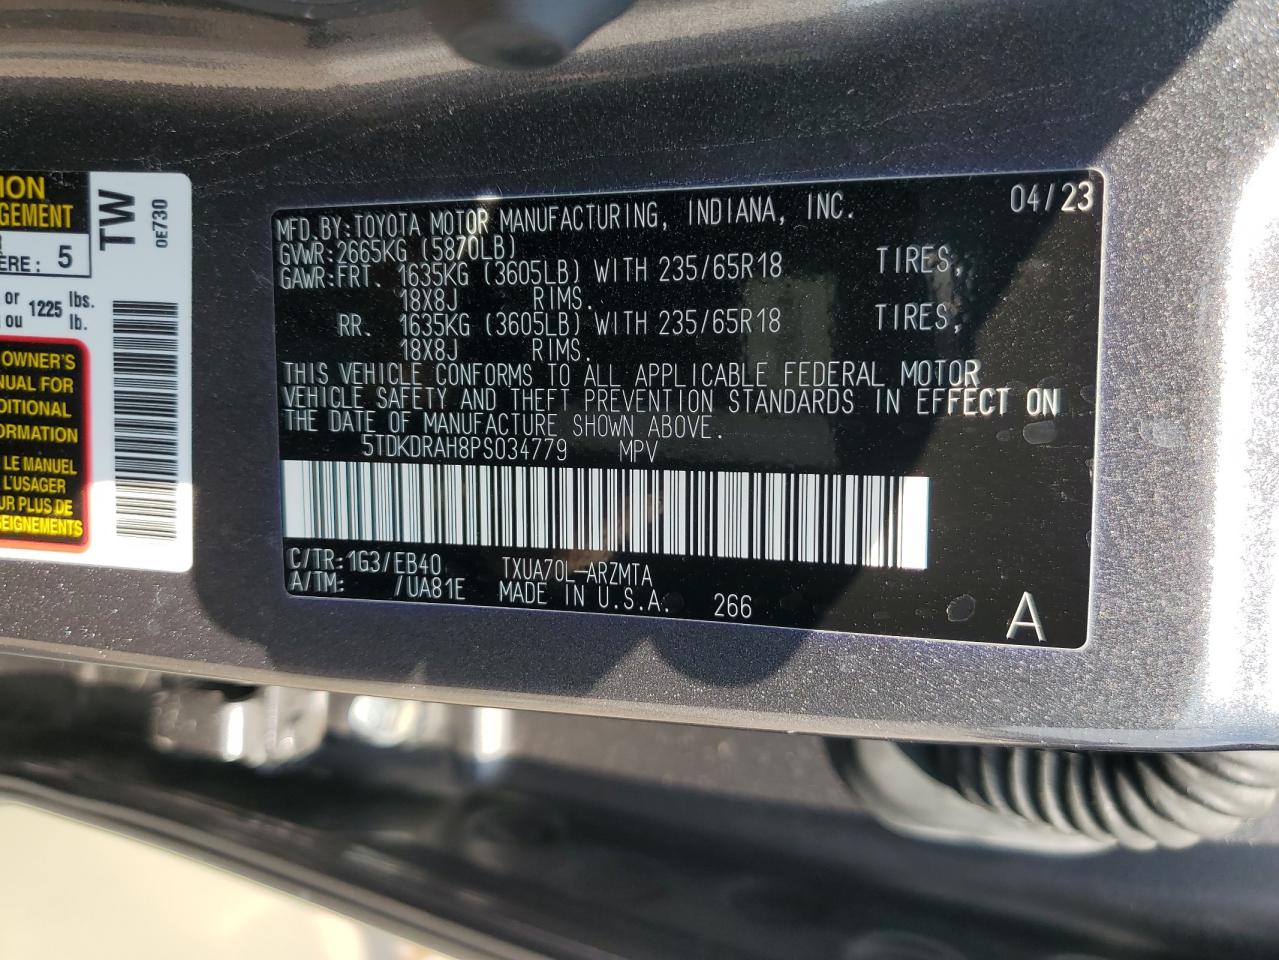 MFD.BY:TOYOTA MOTOR MANUFACTURING, INDIANA, INC. 04/23
GVWR:2665KG (5870LB)
GAWR:FRT. 1635KG (3605LB) WITH 235/65R18 TIRES,
18X8J RIMS.
RR. 1635KG (3605LB) WITH 235/65R18 TIRES,
18X8J RIMS.
THIS VEHICLE CONFORMS TO ALL APPLICABLE FEDERAL MOTOR
VEHICLE SAFETY AND THEFT PREVENTION STANDARDS IN EFFECT ON
THE DATE OF MANUFACTURE SHOWN ABOVE.
5TDKDRAH8PS034779 MPV
C/TR:1G3/EB40 TXUA70L-ARZMTA
A/TM: /UA81E MADE IN U.S.A. 266
A
ION
GEMENT
ERE: 5
or 1225 lbs.
ou lb.
OWNER'S
NUAL FOR
DITIONAL
ORMATION
LE MANUEL
L'USAGER
UR PLUS DE
SEIGNEMENTS
TW
0E730